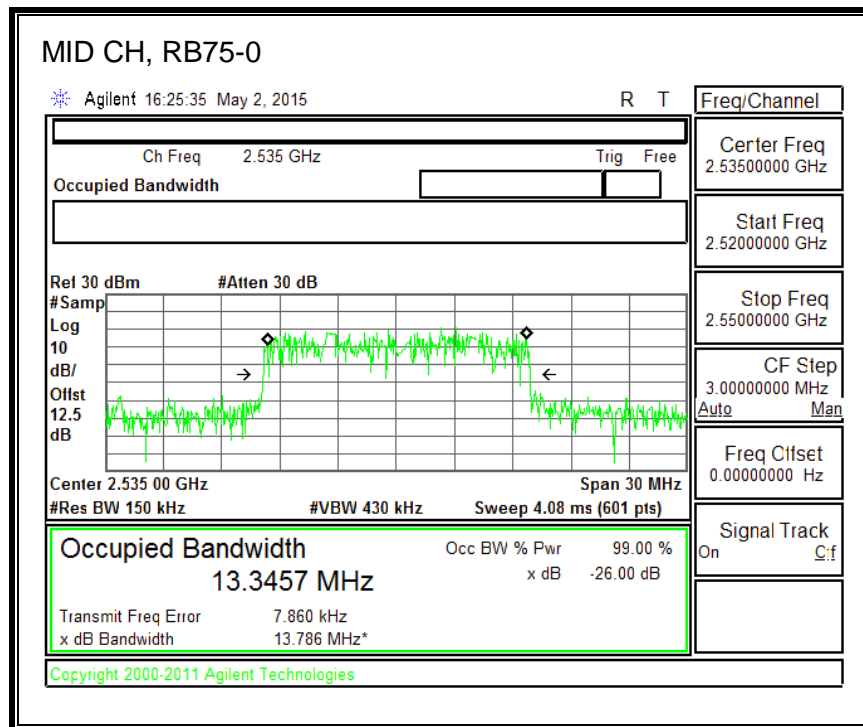 MID CH, RB75-0
Agilent 16:25:35 May 2, 2015 R T
Ch Freq 2.535 GHz Trig Free
Occupied Bandwidth
Ref 30 dBm #Atten 30 dB
#Samp
Log
10
dB/
Offst
12.5
dB
Center 2.535 00 GHz Span 30 MHz
#Res BW 150 kHz #VBW 430 kHz Sweep 4.08 ms (601 pts)
Occupied Bandwidth Occ BW % Pwr 99.00 %
13.3457 MHz x dB -26.00 dB
Transmit Freq Error 7.860 kHz
x dB Bandwidth 13.786 MHz*
Copyright 2000-2011 Agilent Technologies
Freq/Channel
Center Freq
2.53500000 GHz
Start Freq
2.52000000 GHz
Stop Freq
2.55000000 GHz
CF Step
3.00000000 MHz
Auto Man
Freq Offset
0.00000000 Hz
Signal Track
On